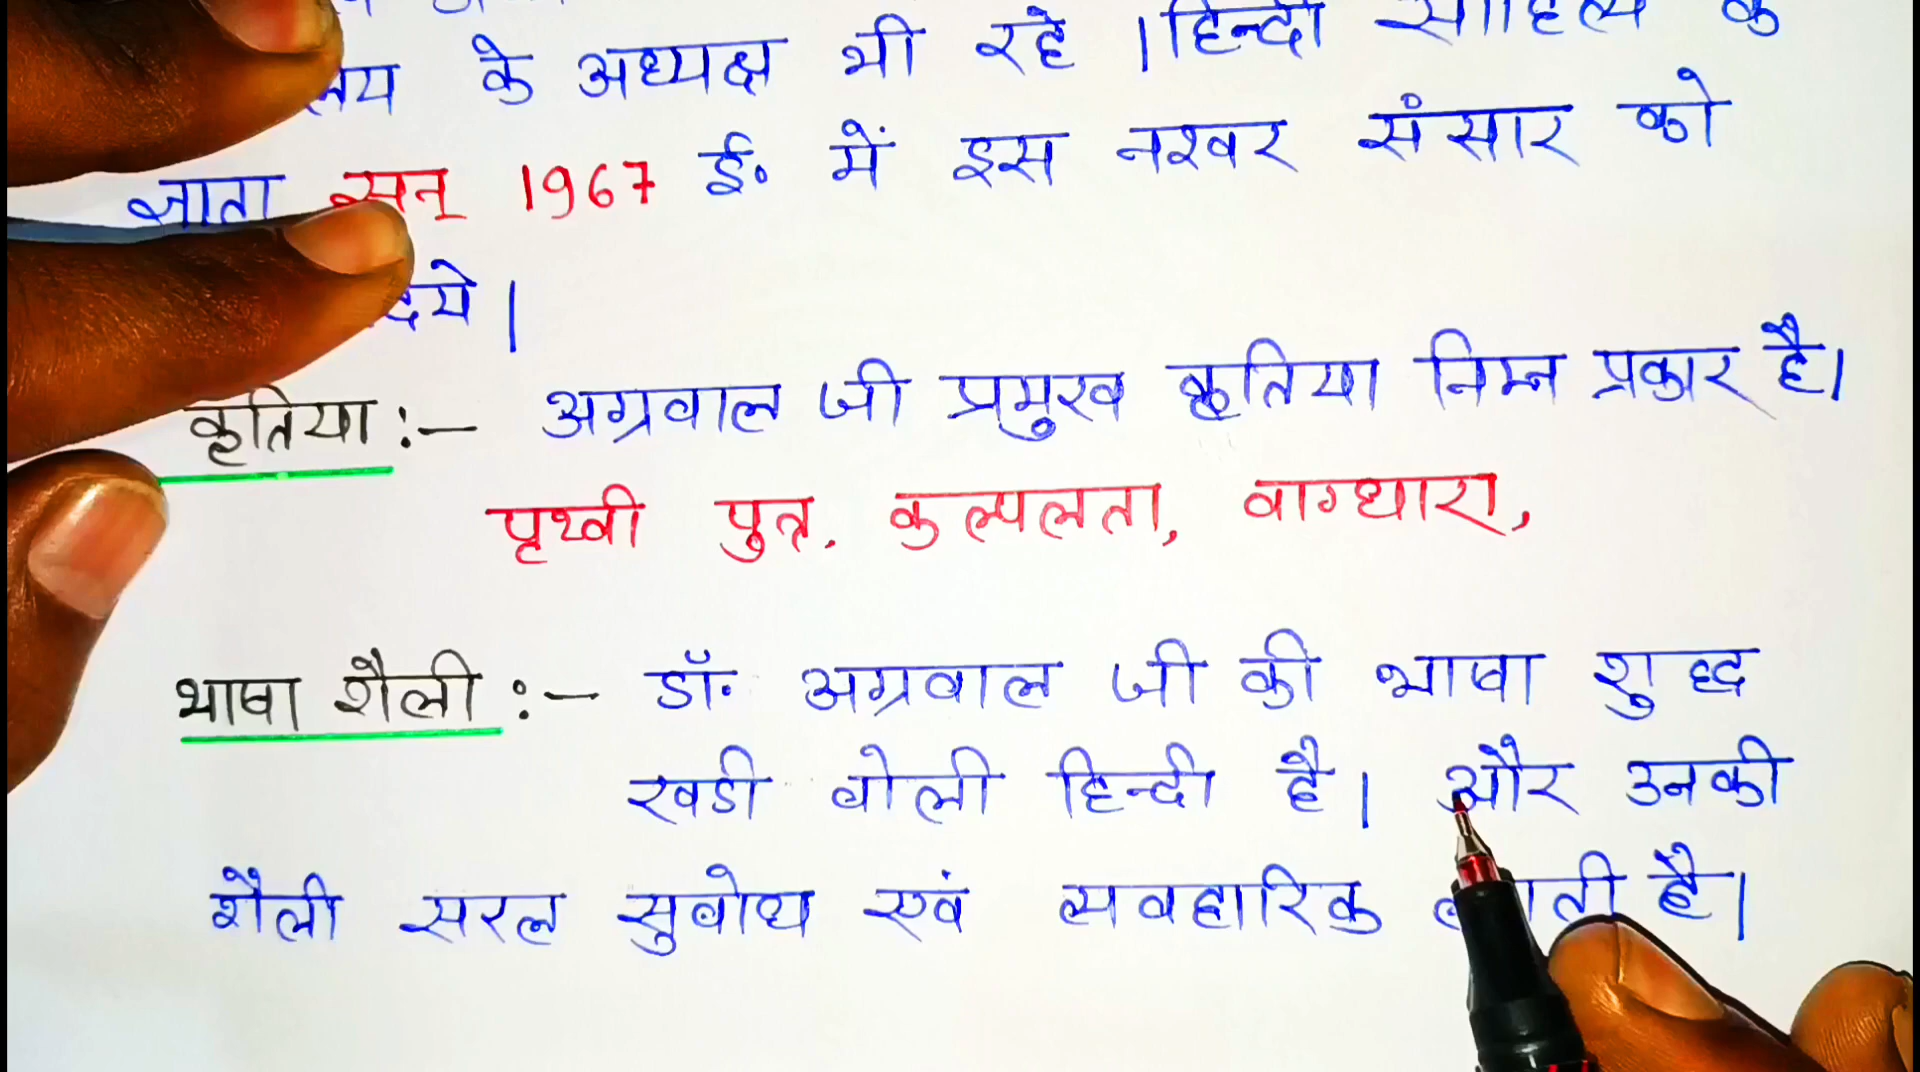 के अध्यक्ष भी रहे । हिन्दी साहित्य के
ज्ञाता सन् 1967 ई० में इस नश्वर संसार को
कृतिया :— अग्रवाल जी प्रमुख कृतिया निम्न प्रकार है।
पृथ्वी पुत्र, कल्पलता, वाग्धारा,
भाषा शैली :— डॉ. अग्रवाल जी की भाषा शुद्ध
खडी बोली हिन्दी है। और उनकी
शैली सरल सुवोध एवं व्यवहारिक है।